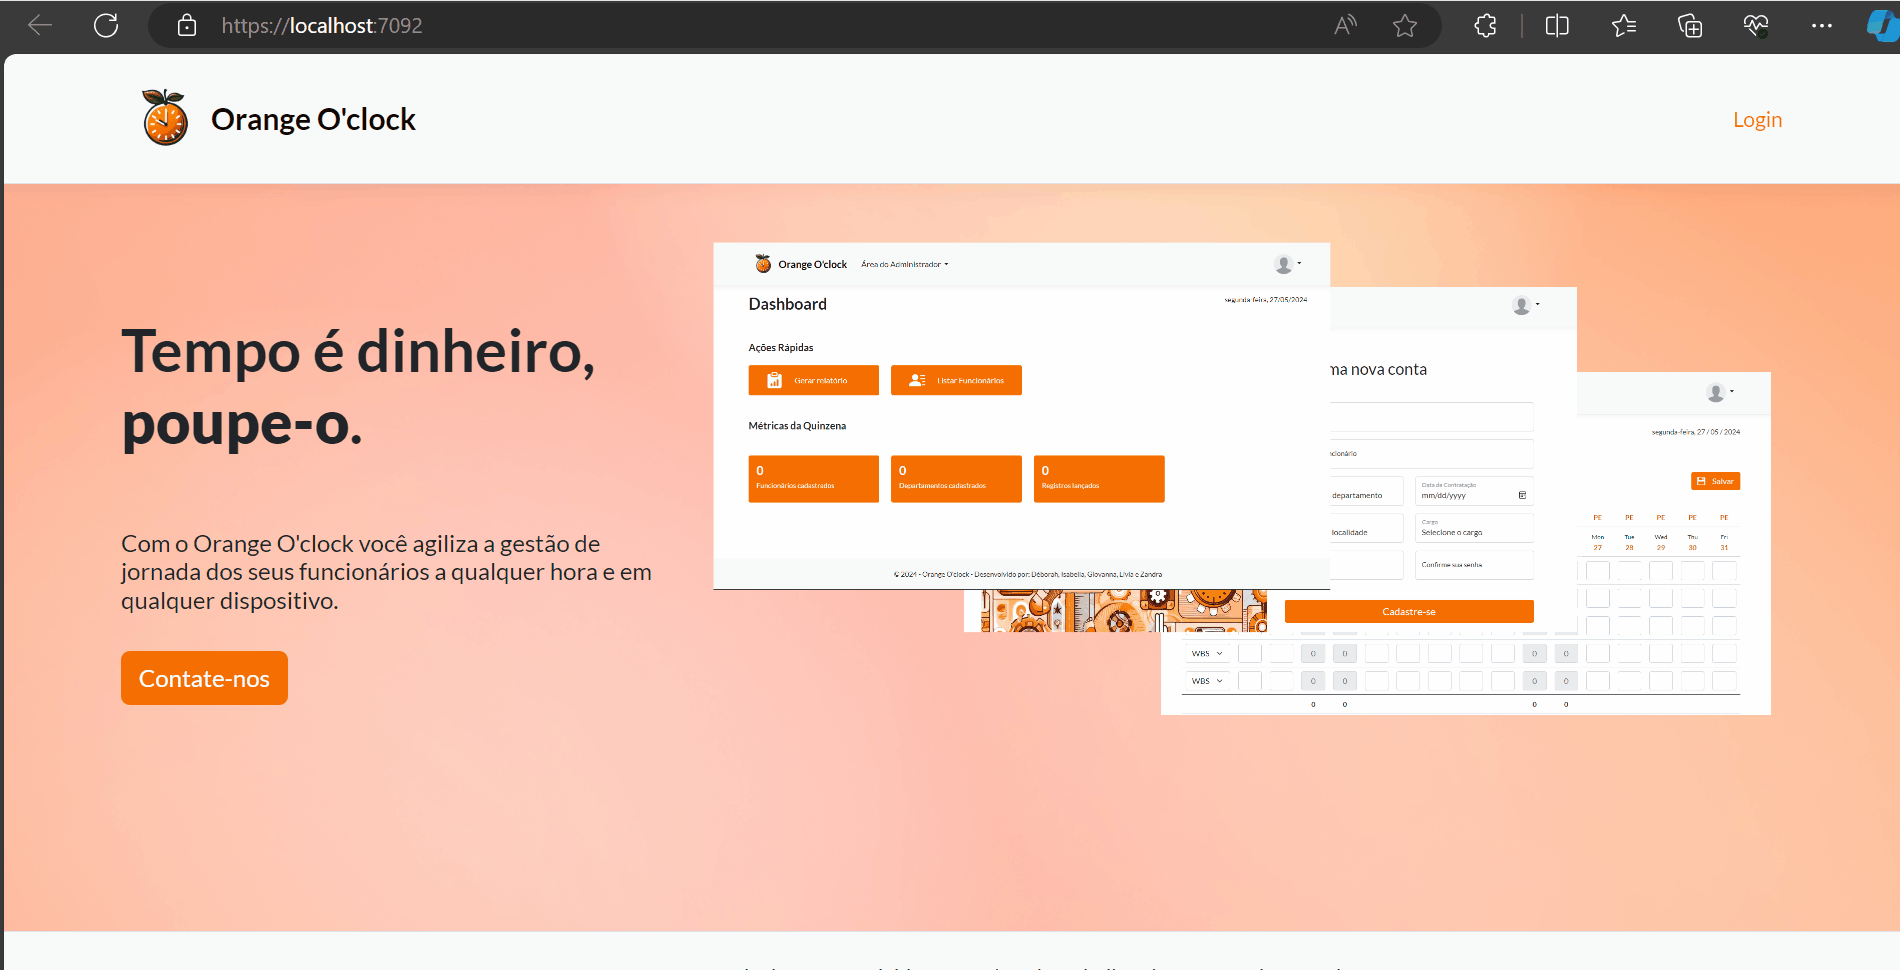 https://localhost:7092
Orange O'clock
Login
Tempo é dinheiro,
poupe-o.
Com o Orange O'clock você agiliza a gestão de
jornada dos seus funcionários a qualquer hora e em
qualquer dispositivo.
Contate-nos
Orange O'clock Área do Administrador
Dashboard
segunda-feira, 27/05/2024
Ações Rápidas
Gerar relatório Listar Funcionários
Métricas da Quinzena
0 0 0
Funcionários cadastrados Departamentos cadastrados Registros lançados
© 2024 - Orange O'clock - Desenvolvido por: Déborah, Isabella, Giovanna, Livia e Zandra
ma nova conta
ncionário
departamento
Data de Contratação
mm/dd/yyyy
localidade
Cargo
Selecione o cargo
Confirme sua senha
Cadastre-se
segunda-feira, 27 / 05 / 2024
Salvar
PE PE PE PE PE
Mon Tue Wed Thu Fri
27 28 29 30 31
WBS 0 0 0 0
WBS 0 0 0 0
0 0 0 0